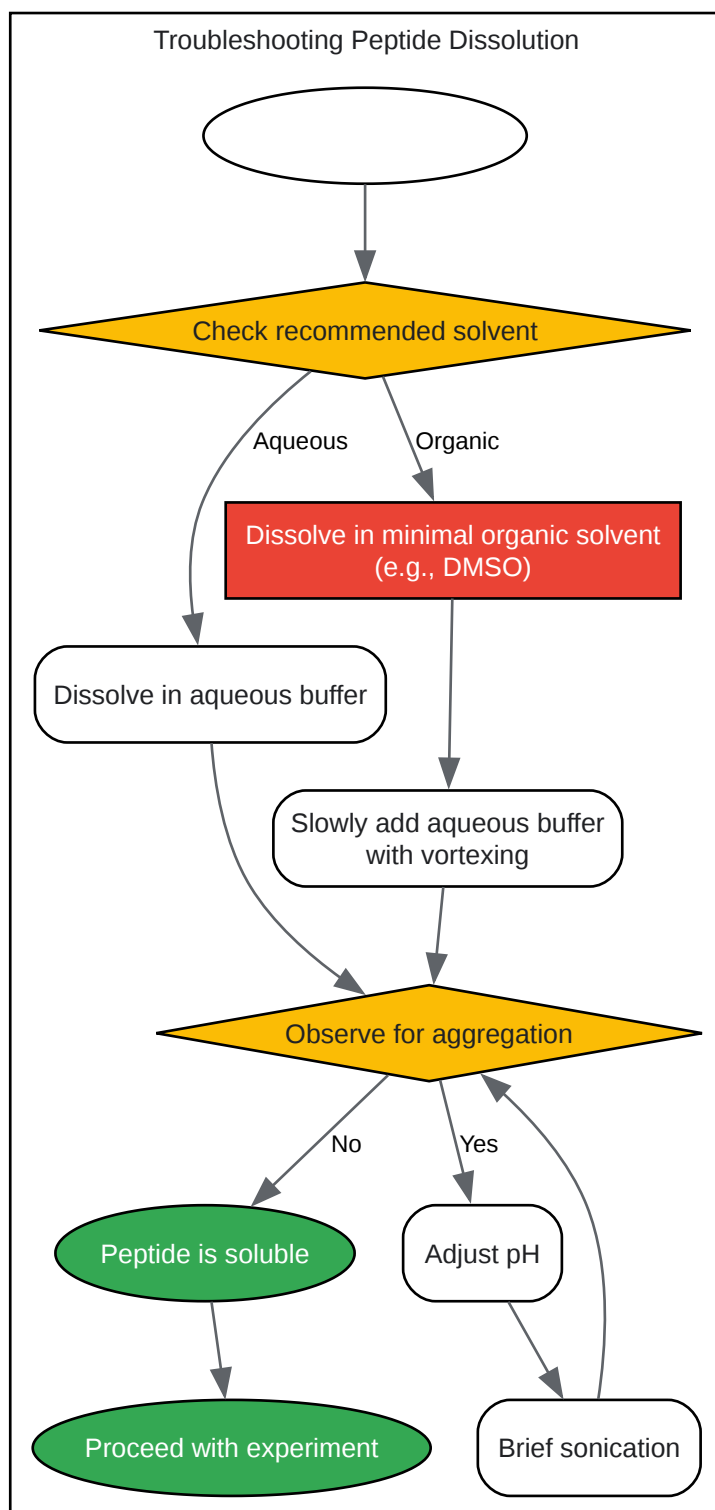 Troubleshooting Peptide Dissolution
Check recommended solvent
Aqueous
Organic
Dissolve in minimal organic solvent
(e.g., DMSO)
Dissolve in aqueous buffer
Slowly add aqueous buffer
with vortexing
Observe for aggregation
No
Yes
Peptide is soluble
Adjust pH
Proceed with experiment
Brief sonication